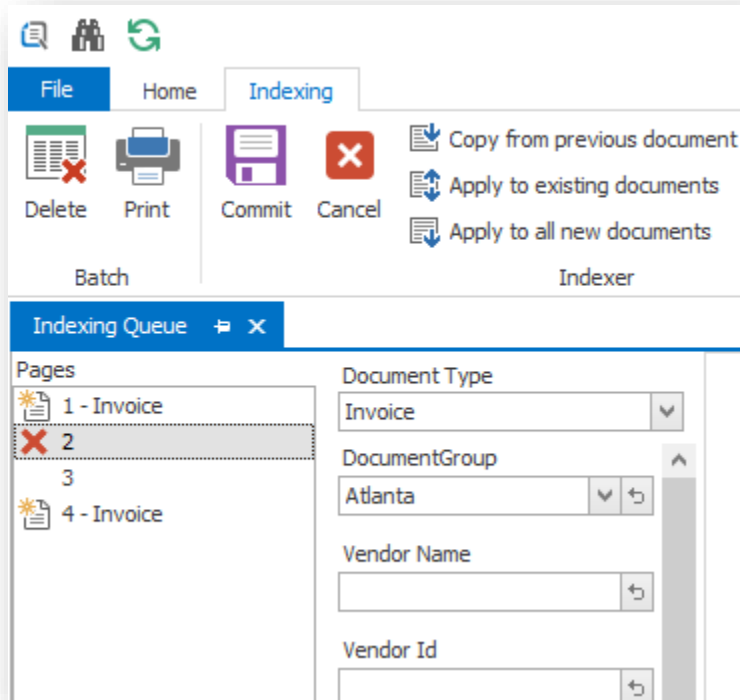 File Home Indexing
Copy from previous document
Apply to existing documents
Apply to all new documents
Delete Print Commit Cancel
Batch Indexer
Indexing Queue
Pages
1 - Invoice
2
3
4 - Invoice
Document Type
Invoice
DocumentGroup
Atlanta
Vendor Name
Vendor Id